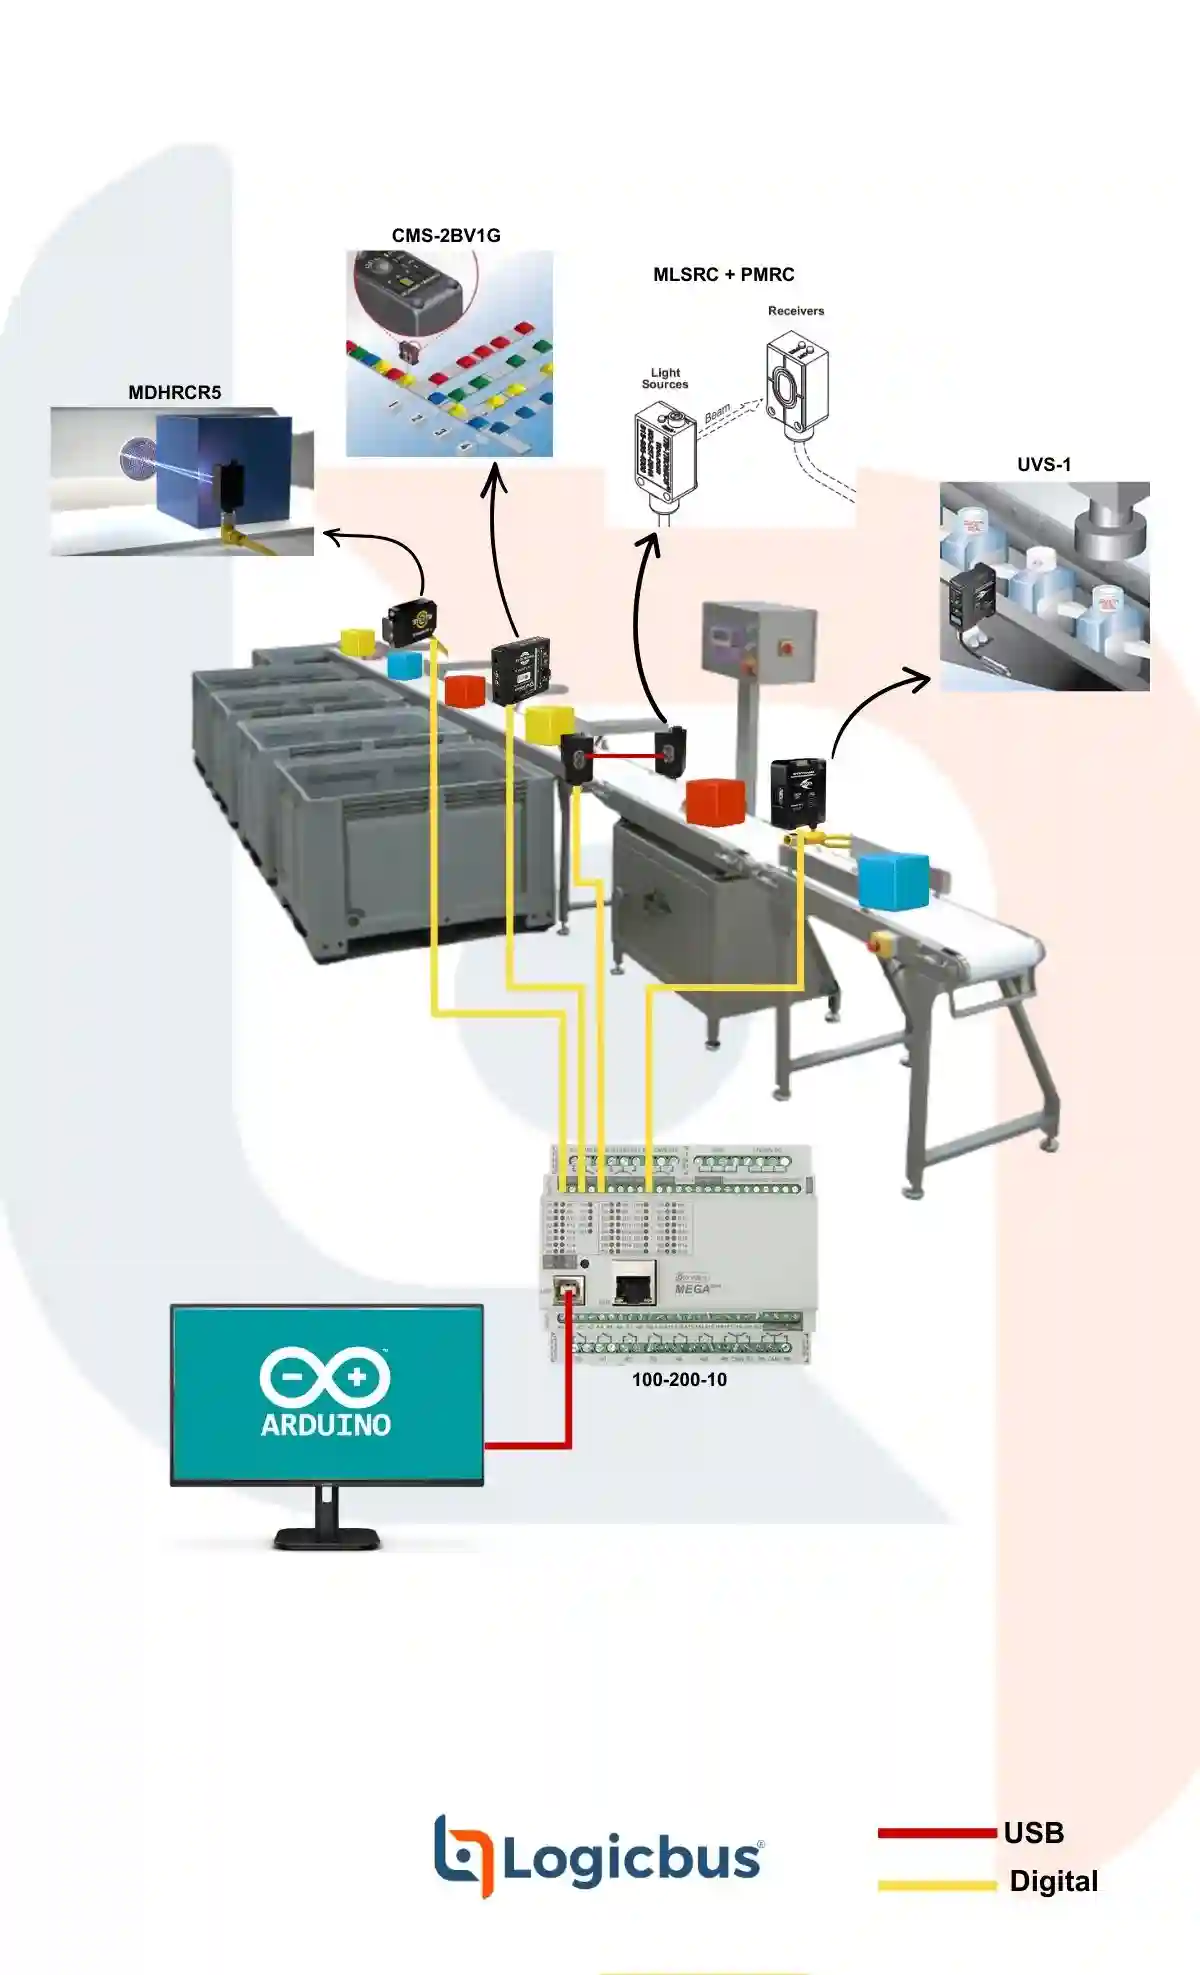 CMS-2BV1G
MLSRC + PMRC
Receivers
Light
Sources
Beam
MDHRCR5
UVS-1
MEGA
100-200-10
ARDUINO
Logicbus®
USB
Digital